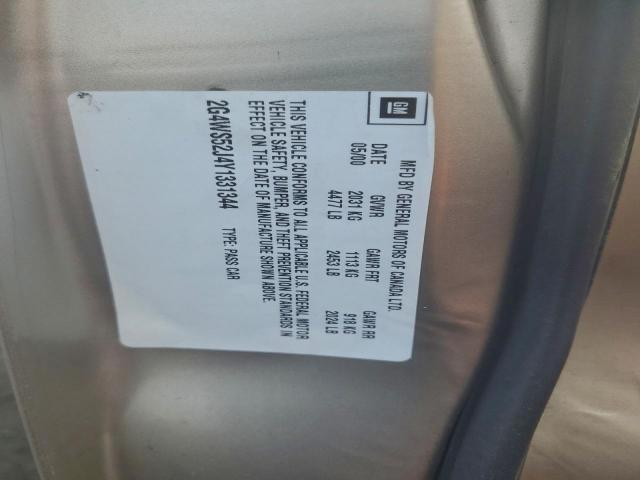 GM
MFD BY GENERAL MOTORS OF CANADA LTD.
DATE GVWR GAWR FRT GAWR RR
05/00 2031 KG 1113 KG 918 KG
4477 LB 2453 LB 2024 LB
THIS VEHICLE CONFORMS TO ALL APPLICABLE U.S. FEDERAL MOTOR
VEHICLE SAFETY, BUMPER, AND THEFT PREVENTION STANDARDS IN
EFFECT ON THE DATE OF MANUFACTURE SHOWN ABOVE.
2G4WS52J4Y1331344 TYPE: PASS CAR